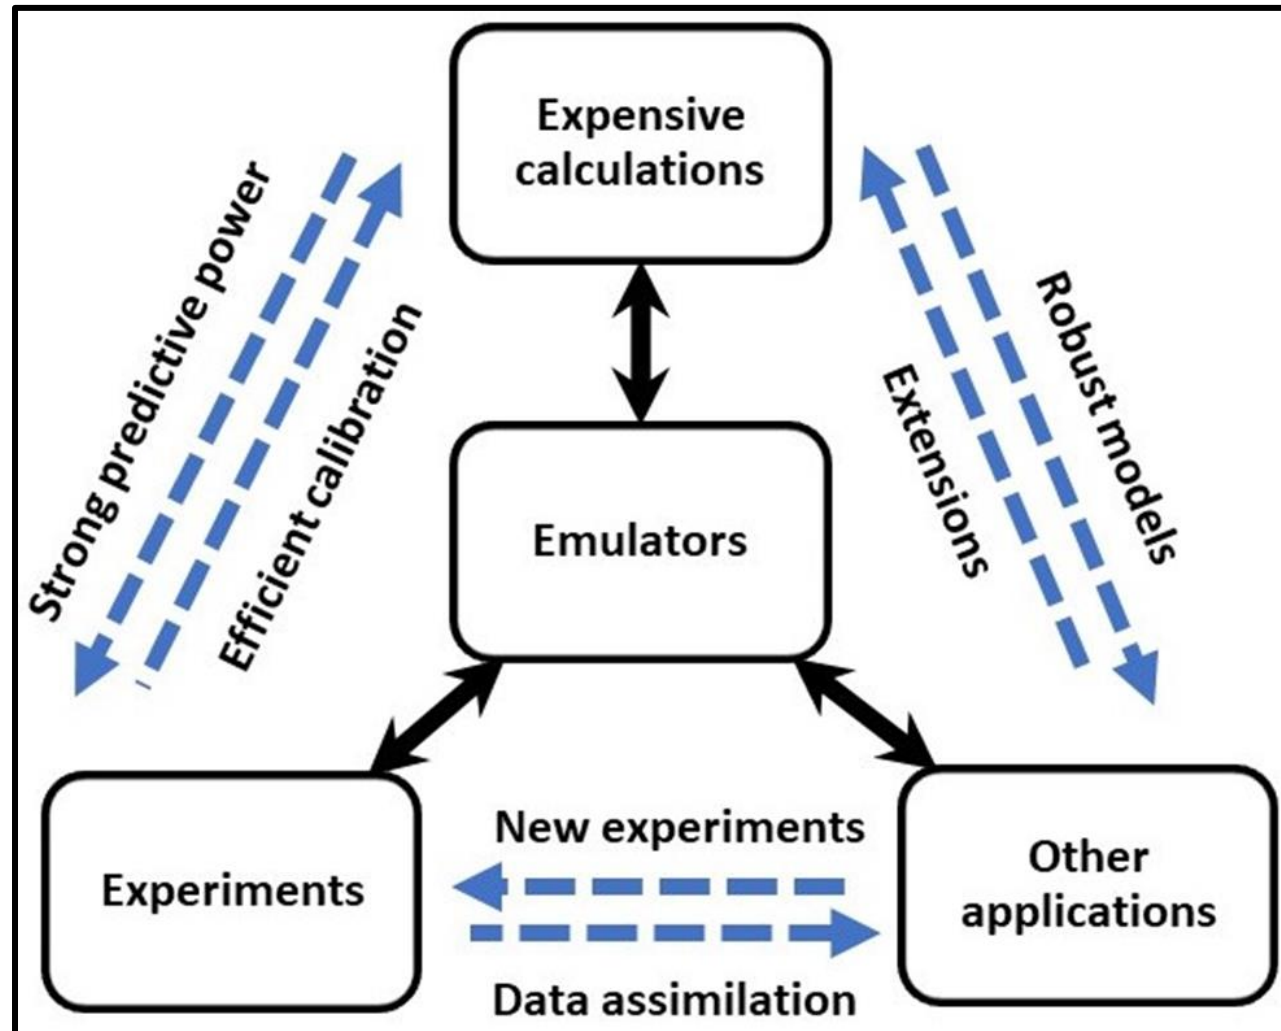 Expensive
calculations
Strong predictive power
Efficient calibration
Robust models
Extensions
Emulators
Experiments
New experiments
Data assimilation
Other
applications